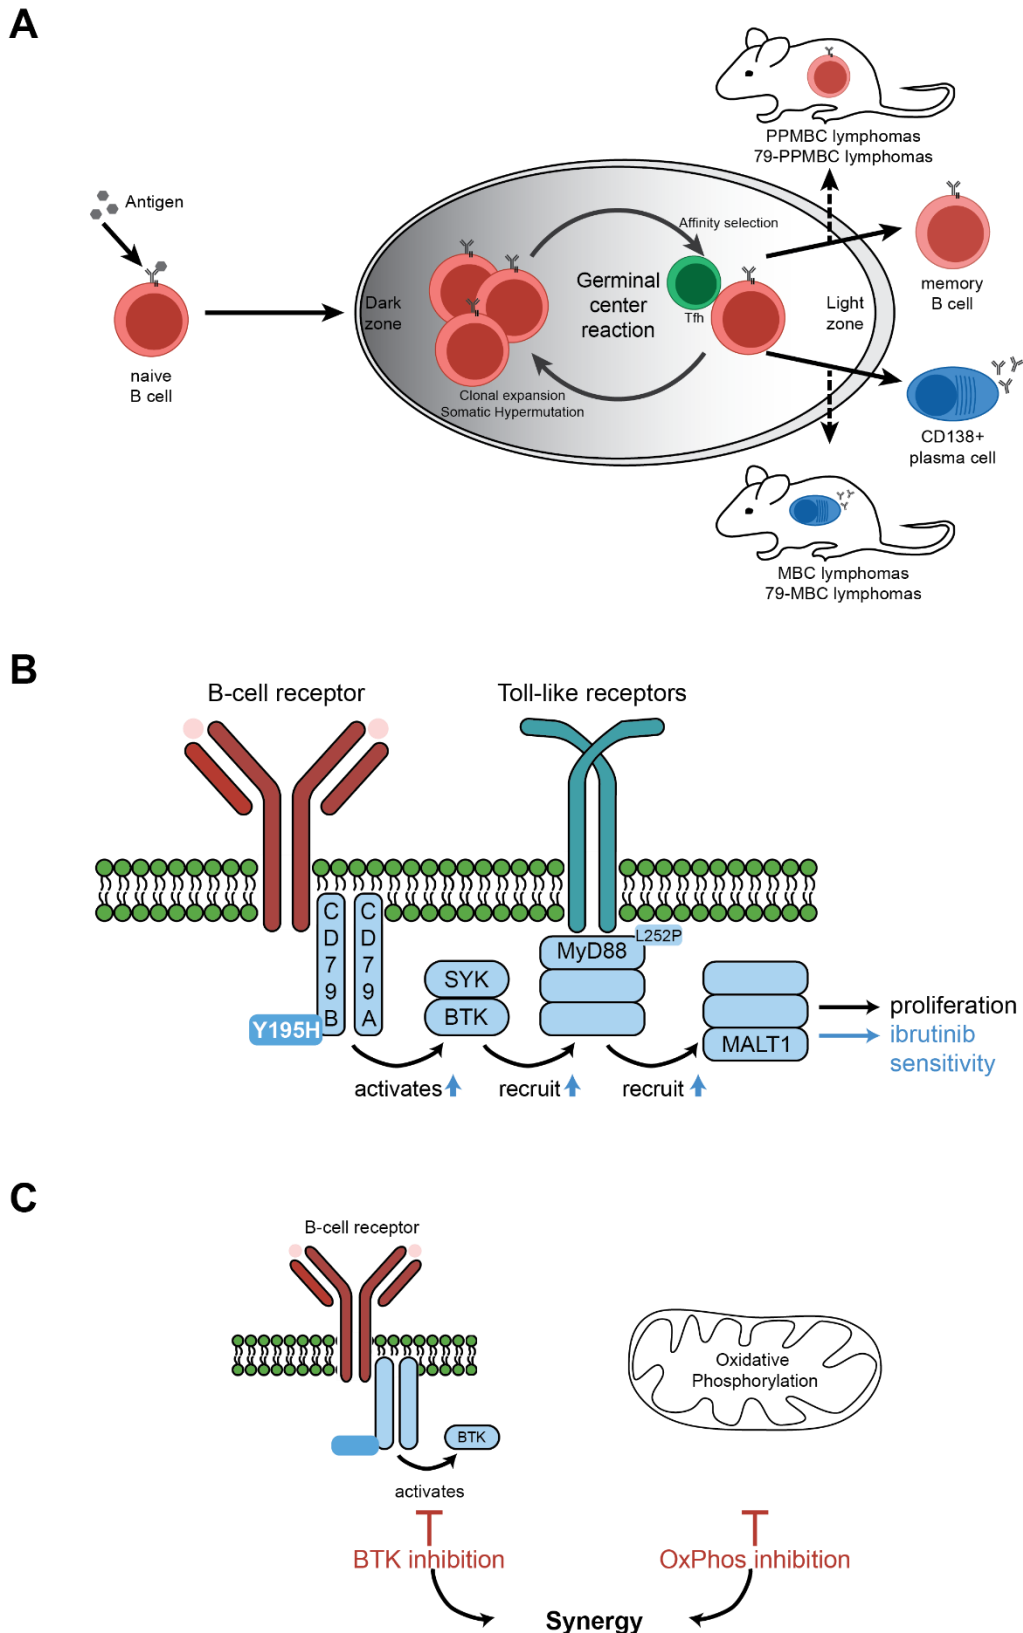 A
PPMBC lymphomas
79-PPMBC lymphomas
Antigen
Affinity selection
Dark
zone
Germinal
center
reaction
Tfh
Light
zone
memory
B cell
naive
B cell
Clonal expansion
Somatic Hypermutation
CD138+
plasma cell
MBC lymphomas
79-MBC lymphomas
B
B-cell receptor
Toll-like receptors
CD79B
CD79A
Y195H
SYK
BTK
MyD88
L252P
MALT1
proliferation
ibrutinib
sensitivity
activates
recruit
recruit
C
B-cell receptor
Oxidative
Phosphorylation
BTK
activates
BTK inhibition
OxPhos inhibition
Synergy